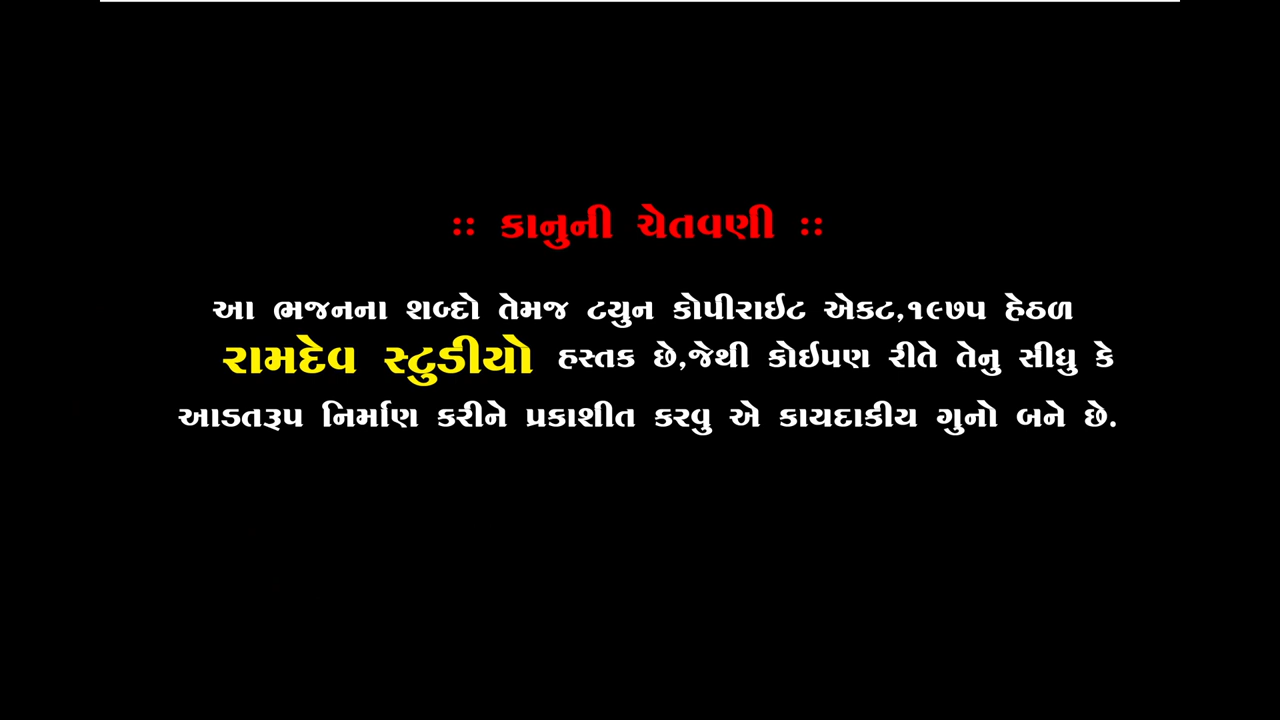 :: કાનુની ચેતવણી ::
આ ભજનના શબ્દો તેમજ ટયુન કોપીરાઈટ એકટ,૧૯૭૫ હેઠળ
રામદેવ સ્ટુડીયો હસ્તક છે,જેથી કોઈપણ રીતે તેનુ સીધુ કે
આડતરૂપ નિર્માણ કરીને પ્રકાશીત કરવુ એ કાયદાકીય ગુનો બને છે.